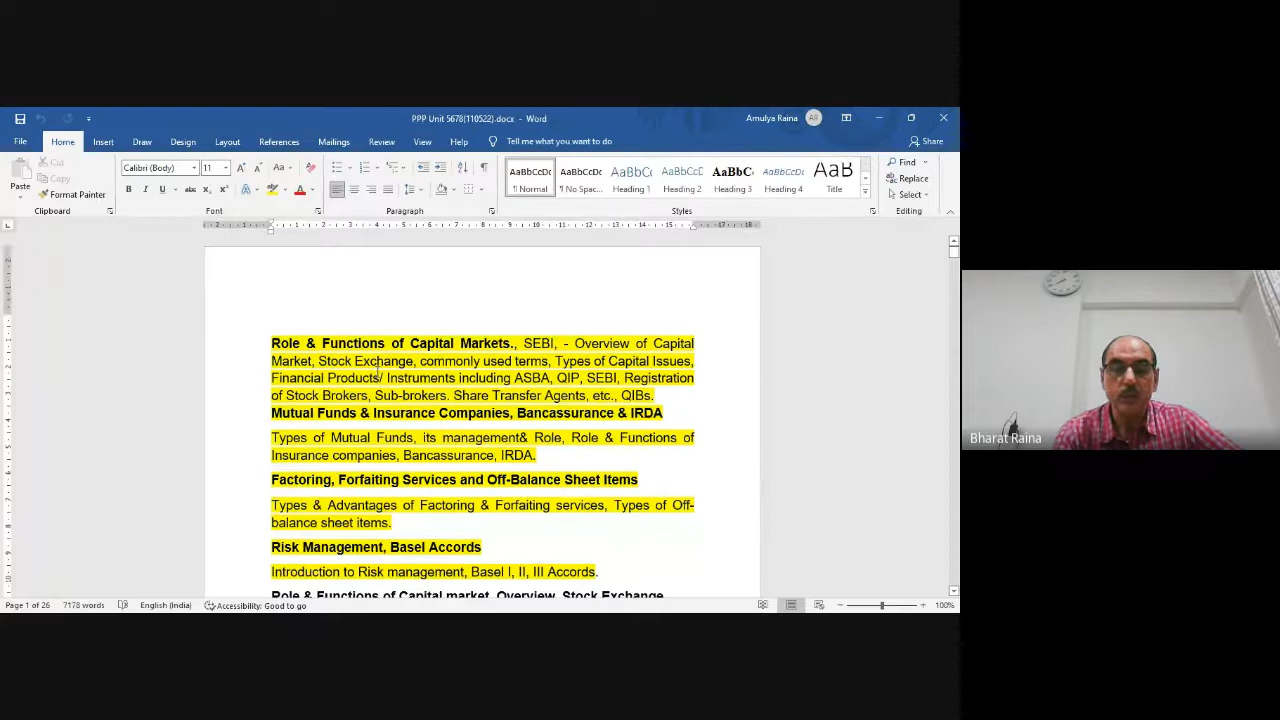 PPP Unit 5678(110522).docx - Word
Amulya Raina AR
File Home Insert Draw Design Layout References Mailings Review View Help Tell me what you want to do Share
Paste
Cut
Copy
Format Painter
Calibri (Body) 11
Find
Replace
Select
AaBbCcDc AaBbCcDc AaBbCc AaBbCc AaBbCc AaBbCcDc AaB
¶ Normal ¶ No Spac... Heading 1 Heading 2 Heading 3 Heading 4 Title
Clipboard Font Paragraph Styles Editing
Role & Functions of Capital Markets., SEBI, - Overview of Capital
Market, Stock Exchange, commonly used terms, Types of Capital Issues,
Financial Products/ Instruments including ASBA, QIP, SEBI, Registration
of Stock Brokers, Sub-brokers. Share Transfer Agents, etc., QIBs.
Mutual Funds & Insurance Companies, Bancassurance & IRDA
Types of Mutual Funds, its management& Role, Role & Functions of
Insurance companies, Bancassurance, IRDA.
Factoring, Forfaiting Services and Off-Balance Sheet Items
Types & Advantages of Factoring & Forfaiting services, Types of Off-
balance sheet items.
Risk Management, Basel Accords
Introduction to Risk management, Basel I, II, III Accords.
Role & Functions of Capital market, Overview, Stock Exchange
Page 1 of 26 7178 words English (India) Accessibility: Good to go 100%
Bharat Raina